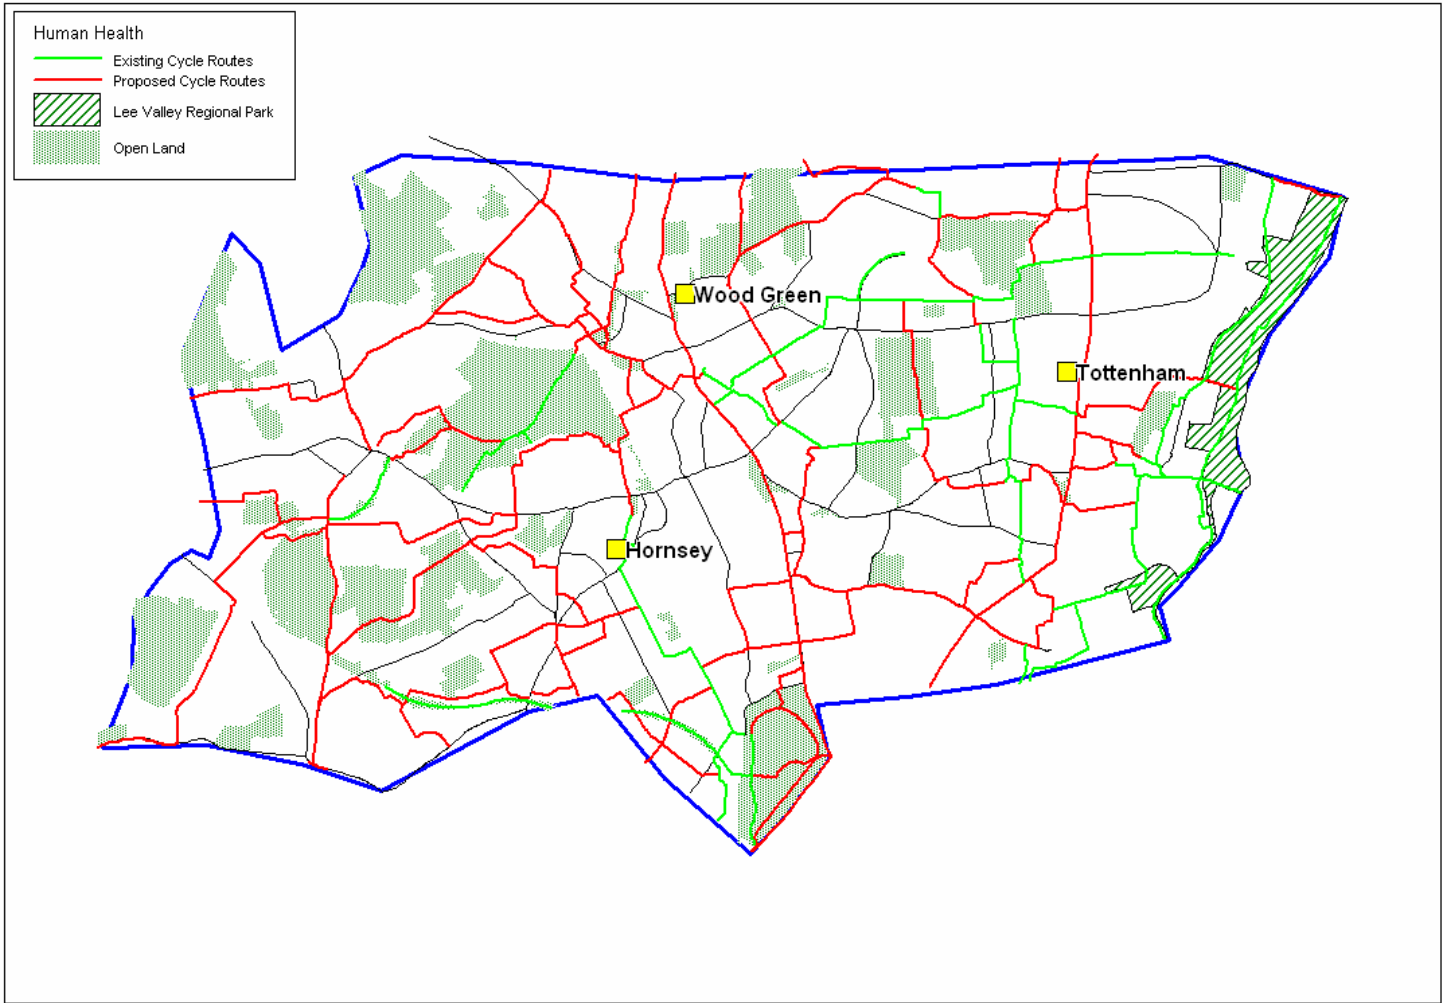 Human Health
Existing Cycle Routes
Proposed Cycle Routes
Lee Valley Regional Park
Open Land
Wood Green
Tottenham
Hornsey